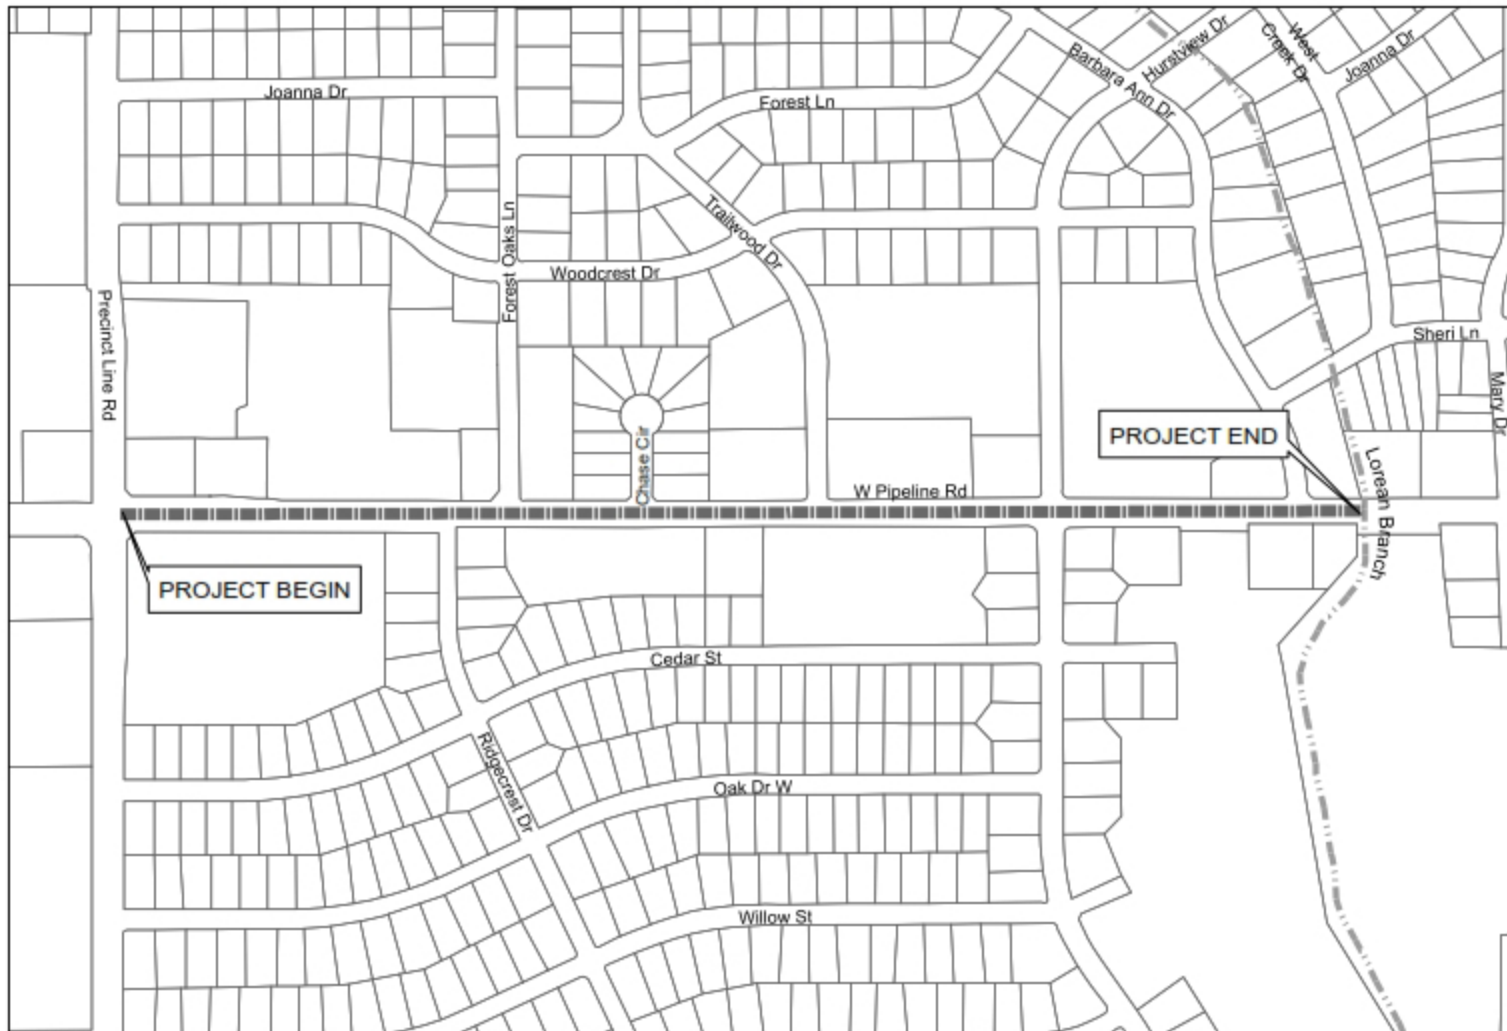 Hurstview Dr
West
Creek Dr
Joanna Dr
Barbara Ann Dr
Joanna Dr
Forest Ln
Trailwood Dr
Forest Oaks Ln
Woodcrest Dr
Precinct Line Rd
Sheri Ln
Mary Dr
PROJECT END
Chase Cir
W Pipeline Rd
Lorean Branch
PROJECT BEGIN
Cedar St
Ridgecrest Dr
Oak Dr W
Willow St